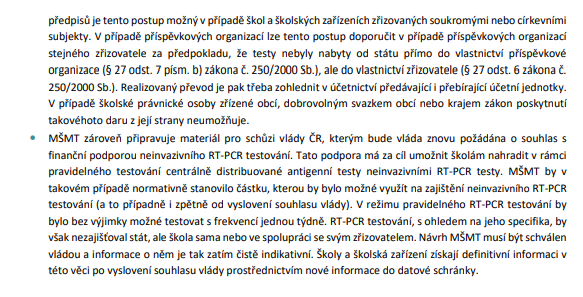 předpisů je tento postup možný v případě škol a školských zařízeních zřizovaných soukromými nebo církevními
subjekty. V případě příspěvkových organizací lze tento postup doporučit v případě příspěvkových organizací
stejného zřizovatele za předpokladu, že testy nebyly nabyty od státu přímo do vlastnictví příspěvkové
organizace (§ 27 odst. 7 písm. b) zákona č. 250/2000 Sb.), ale do vlastnictví zřizovatele (§ 27 odst. 6 zákona č.
250/2000 Sb.). Realizovaný převod je pak třeba zohlednit v účetnictví předávající i přebírající účetní jednotky.
V případě školské právnické osoby zřízené obcí, dobrovolným svazkem obcí nebo krajem zákon poskytnutí
takovéhoto daru z její strany neumožňuje.
• MŠMT zároveň připravuje materiál pro schůzi vlády ČR, kterým bude vláda znovu požádána o souhlas s
finanční podporou neinvazivního RT-PCR testování. Tato podpora má za cíl umožnit školám nahradit v rámci
pravidelného testování centrálně distribuované antigenní testy neinvazivními RT-PCR testy. MŠMT by v
takovém případě normativně stanovilo částku, kterou by bylo možné využít na zajištění neinvazivního RT-PCR
testování (a to případně i zpětně od vyslovení souhlasu vlády). V režimu pravidelného RT-PCR testování by
bylo bez výjimky možné testovat s frekvencí jednou týdně. RT-PCR testování, s ohledem na jeho specifika, by
však nezajišťoval stát, ale škola sama nebo ve spolupráci se svým zřizovatelem. Návrh MŠMT musí být schválen
vládou a informace o něm je tak zatím čistě indikativní. Školy a školská zařízení získají definitivní informaci v
této věci po vyslovení souhlasu vlády prostřednictvím nové informace do datové schránky.